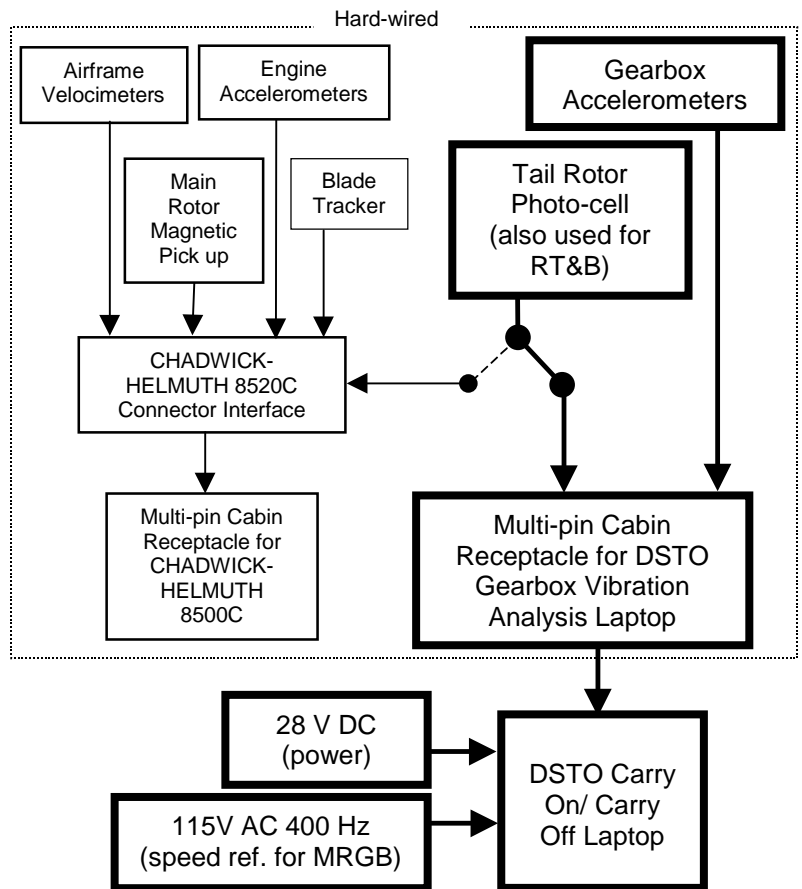 Hard-wired
Airframe
Velocimeters
Engine
Accelerometers
Gearbox
Accelerometers
Main
Rotor
Magnetic
Pick up
Blade
Tracker
Tail Rotor
Photo-cell
(also used for
RT&B)
CHADWICK-
HELMUTH 8520C
Connector Interface
Multi-pin Cabin
Receptacle for
CHADWICK-
HELMUTH
8500C
Multi-pin Cabin
Receptacle for DSTO
Gearbox Vibration
Analysis Laptop
28 V DC
(power)
115V AC 400 Hz
(speed ref. for MRGB)
DSTO Carry
On/ Carry
Off Laptop